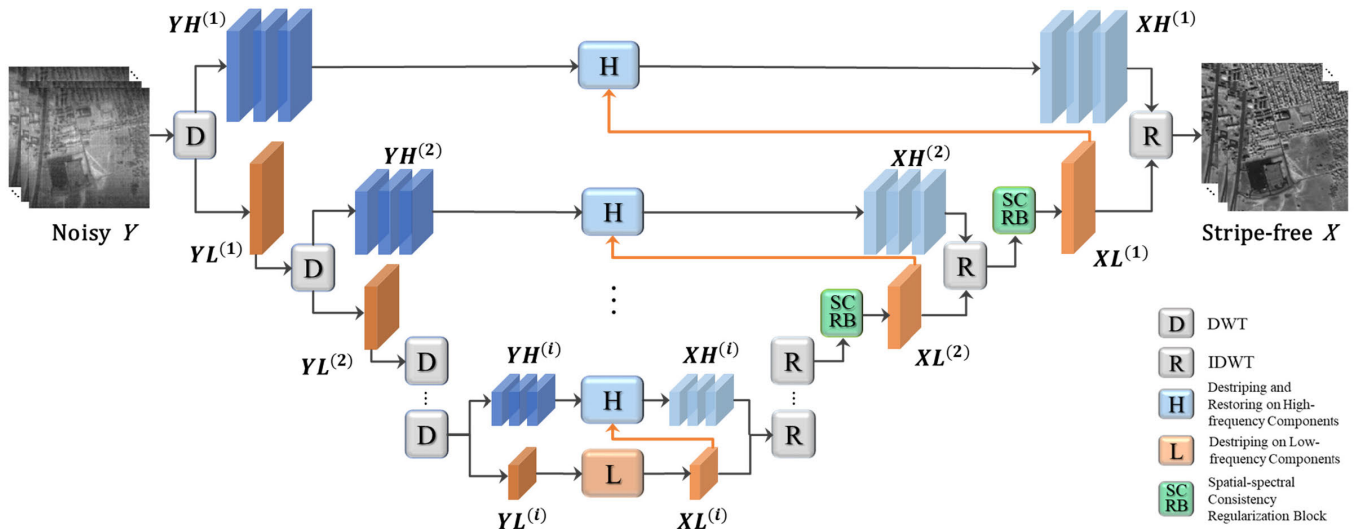 YH(1)
XH(1)
H
D
R
Noisy Y
YL(1)
YH(2)
XH(2)
SC
RB
XL(1)
Stripe-free X
D
H
R
YL(2)
SC
RB
XL(2)
D
YH(i)
XH(i)
R
D
H
R
L
YL(i)
XL(i)
D DWT
R IDWT
H Destriping and
Restoring on High-
frequency Components
L Destriping on Low-
frequency Components
SC
RB
Spatial-spectral
Consistency
Regularization Block